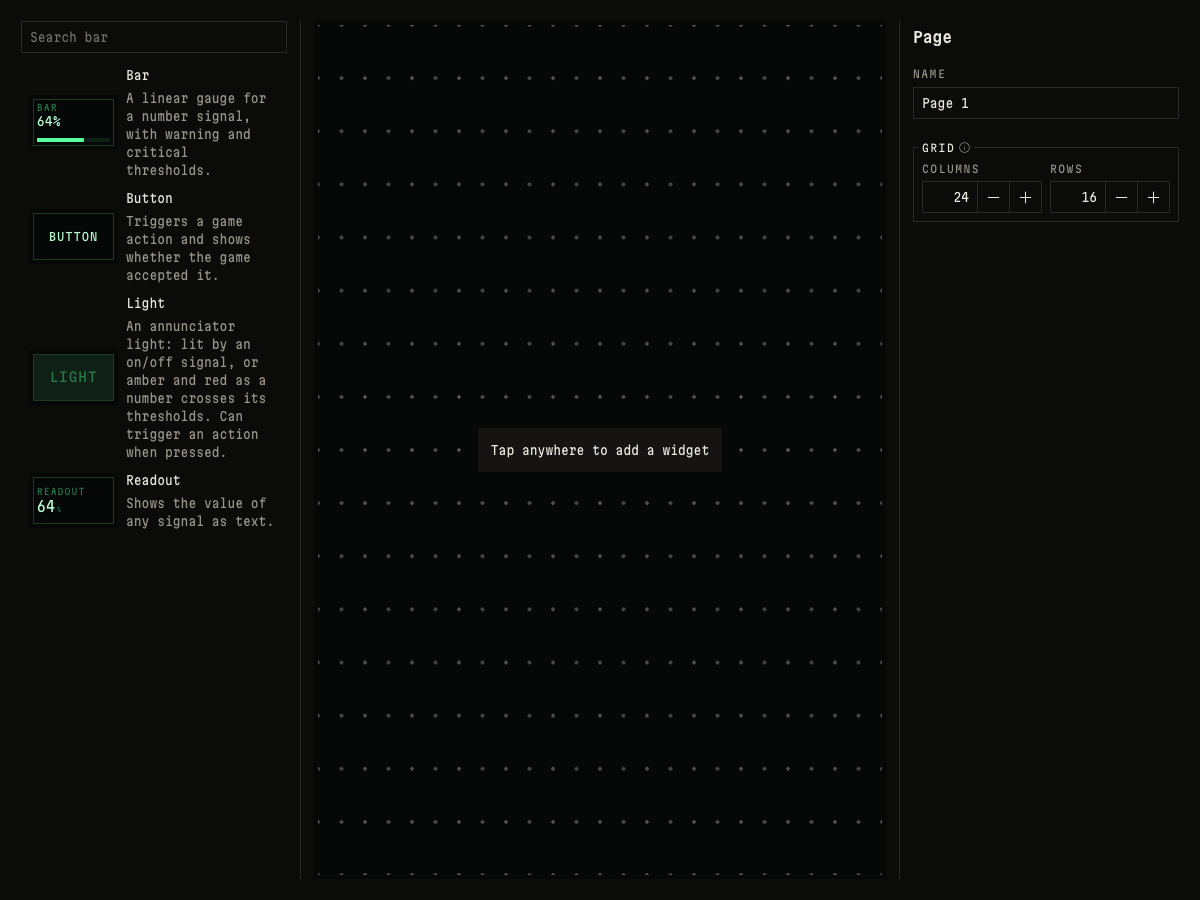 Search bar
BAR
64%
Bar
A linear gauge for
a number signal,
with warning and
critical
thresholds.
BUTTON
Button
Triggers a game
action and shows
whether the game
accepted it.
LIGHT
Light
An annunciator
light: lit by an
on/off signal, or
amber and red as a
number crosses its
thresholds. Can
trigger an action
when pressed.
READOUT
64%
Readout
Shows the value of
any signal as text.
Tap anywhere to add a widget
Page
NAME
Page 1
GRID
COLUMNS
ROWS
24
16